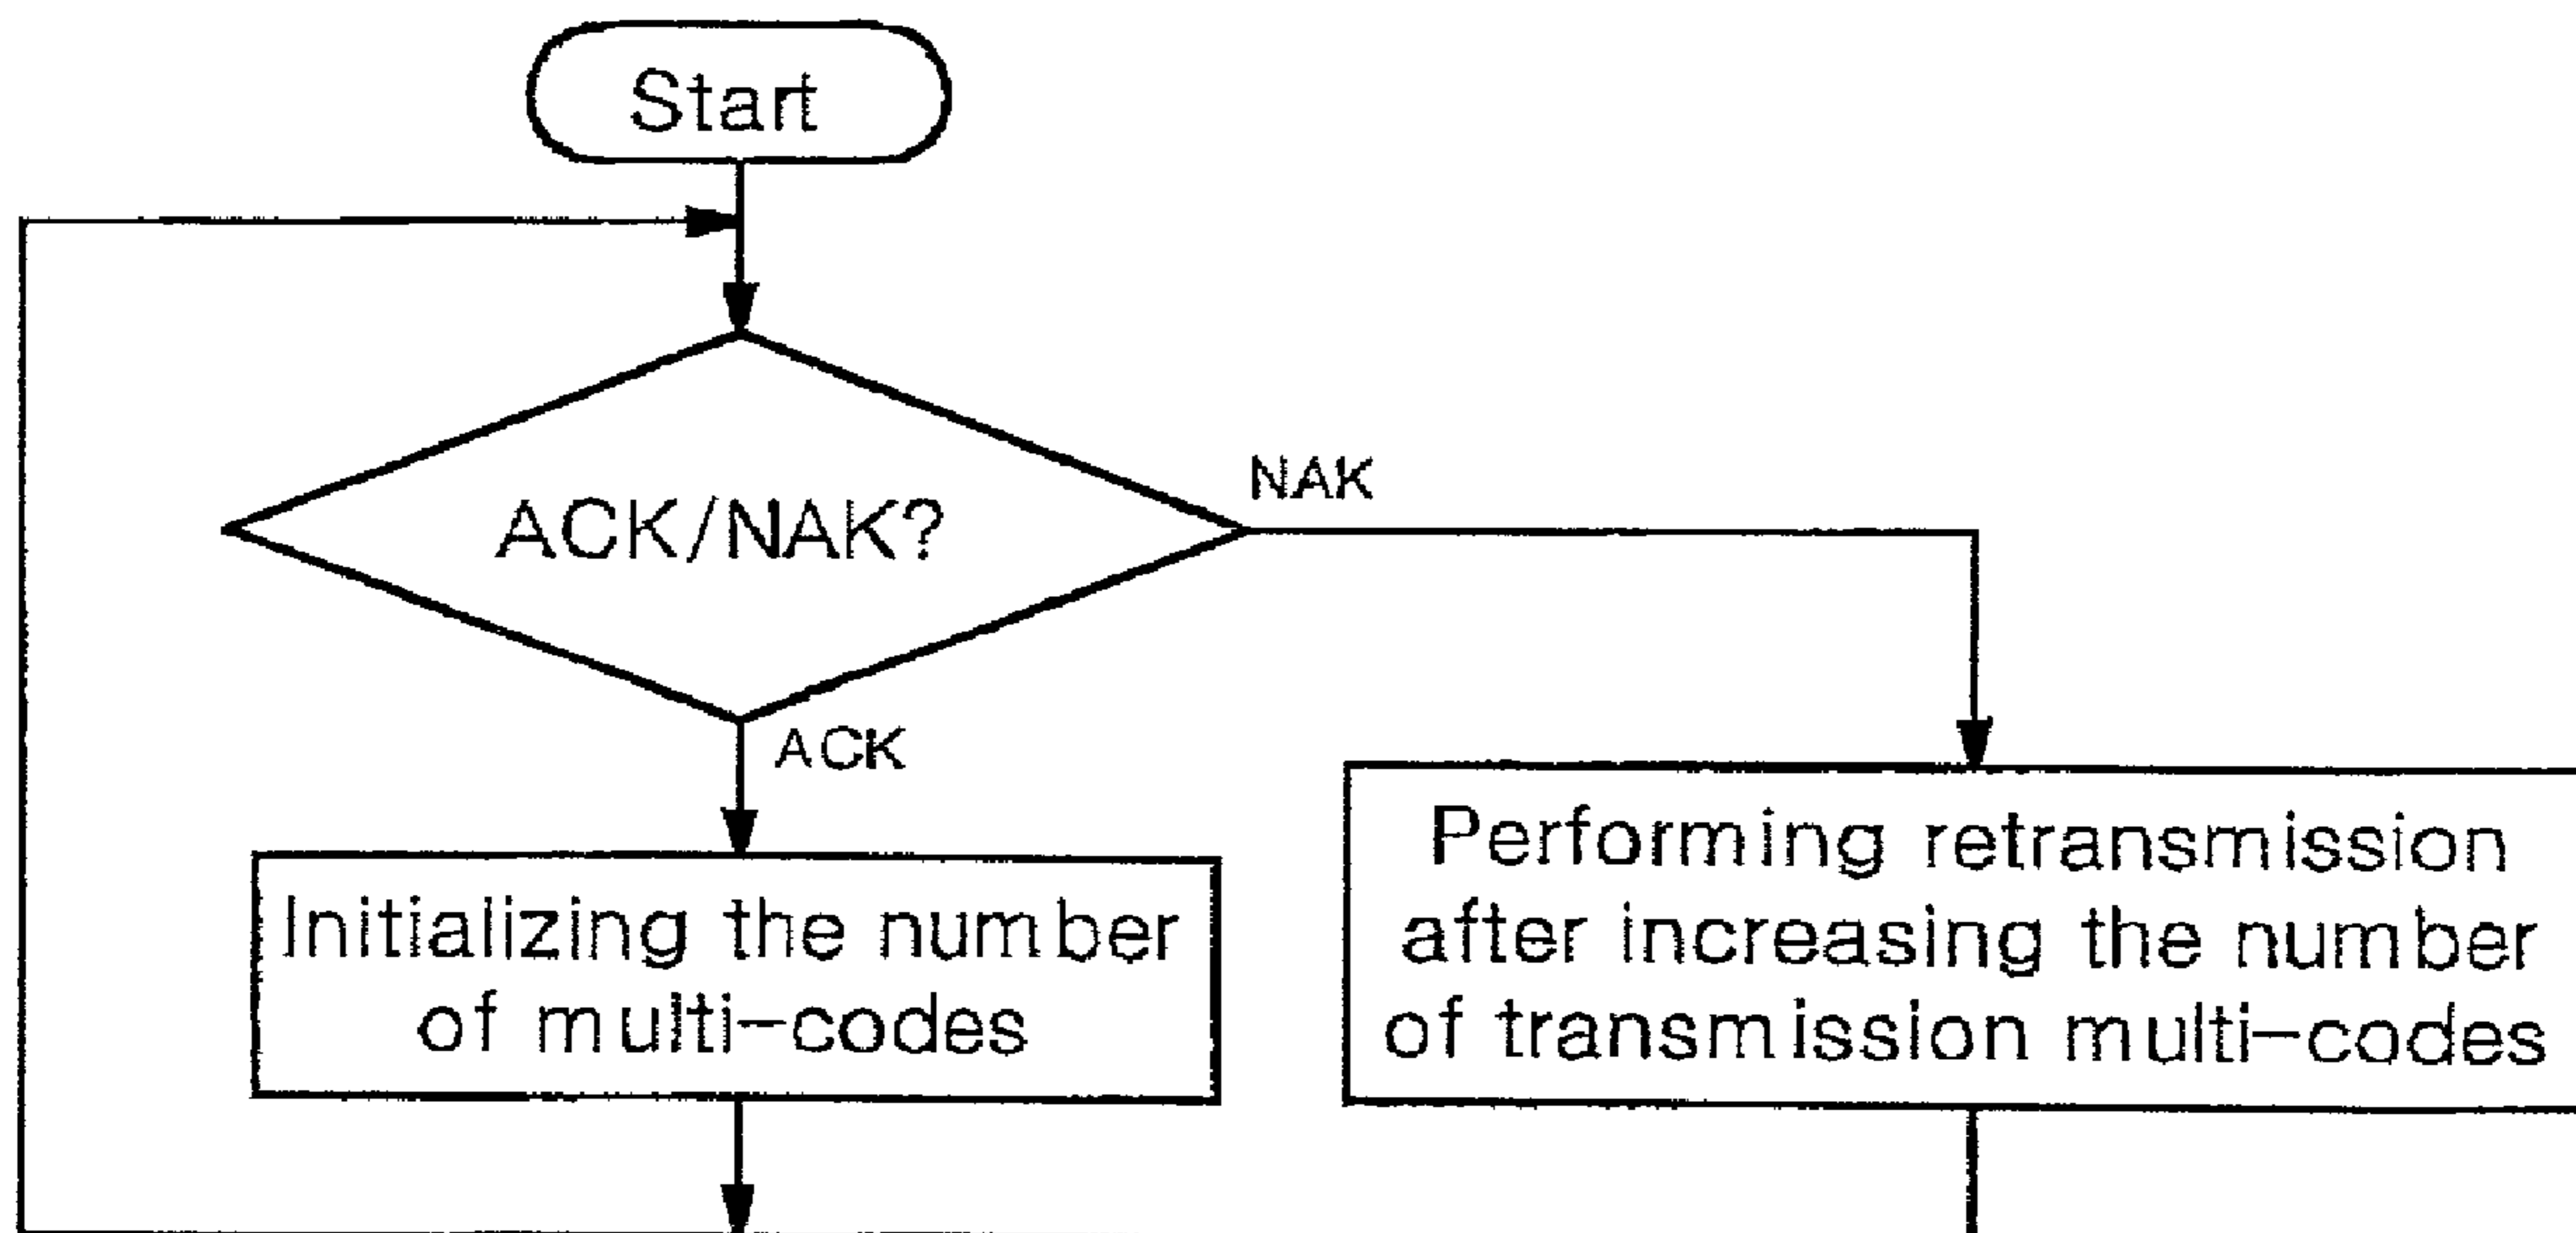 Start
ACK/NAK?
NAK
ACK
Initializing the number
of multi-codes
Performing retransmission
after increasing the number
of transmission multi-codes